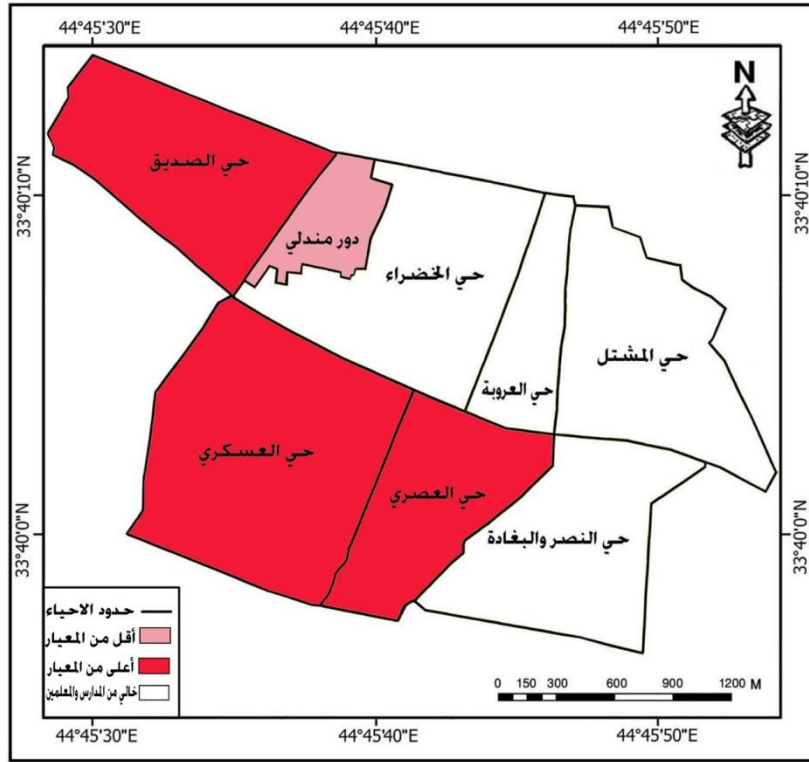 44°45'30"E 44°45'40"E 44°45'50"E
N
33°40'10"N
33°40'10"N
حي الصديق
دور مندلي
حي الخضراء
حي المشتل
حي العروبة
حي العسكري
حي العصري
حي النصر والبغادة
33°40'0"N
33°40'0"N
حدود الاحياء
أقل من المعيار
أعلى من المعيار
خالي من المدارس والمعلمين
0 150 300 600 900 1200 M
44°45'30"E 44°45'40"E 44°45'50"E